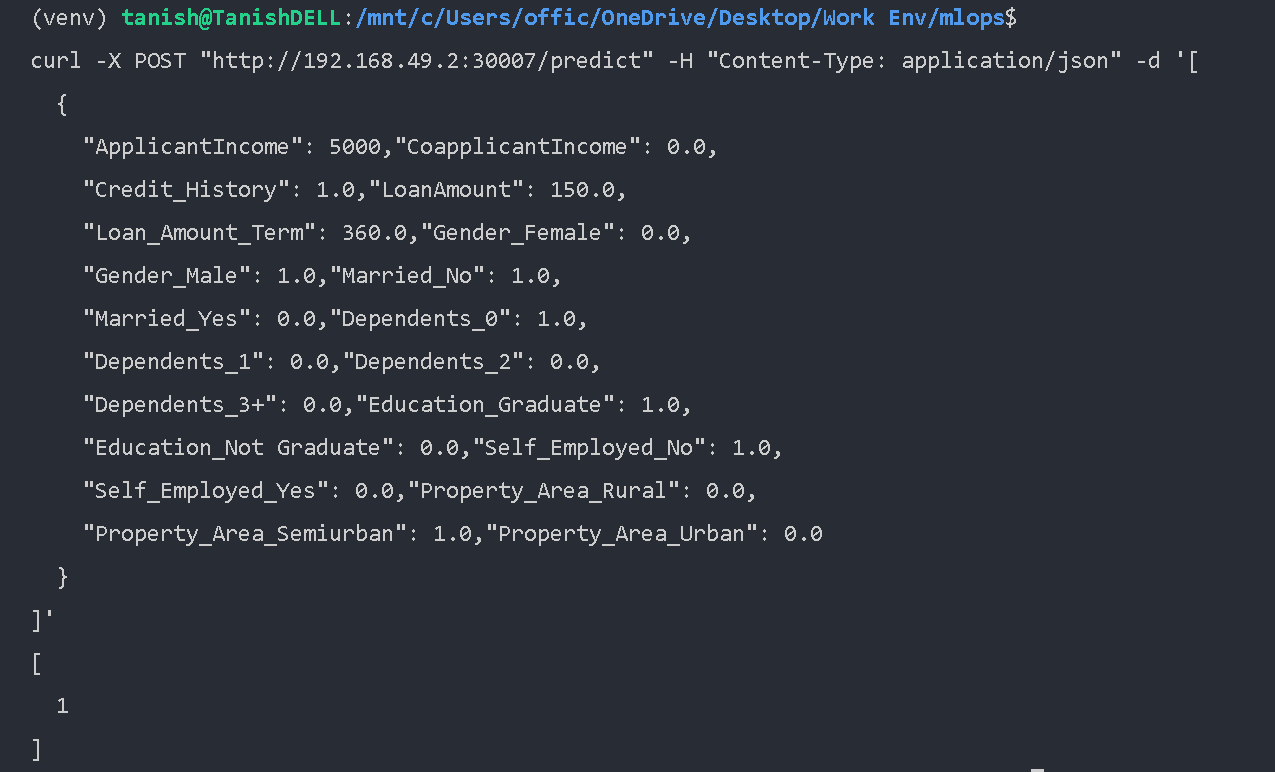 (venv) tanish@TanishDELL:/mnt/c/Users/offic/OneDrive/Desktop/Work Env/mlops$
curl -X POST "http://192.168.49.2:30007/predict" -H "Content-Type: application/json" -d '[
  {
    "ApplicantIncome": 5000,"CoapplicantIncome": 0.0,
    "Credit_History": 1.0,"LoanAmount": 150.0,
    "Loan_Amount_Term": 360.0,"Gender_Female": 0.0,
    "Gender_Male": 1.0,"Married_No": 1.0,
    "Married_Yes": 0.0,"Dependents_0": 1.0,
    "Dependents_1": 0.0,"Dependents_2": 0.0,
    "Dependents_3+": 0.0,"Education_Graduate": 1.0,
    "Education_Not Graduate": 0.0,"Self_Employed_No": 1.0,
    "Self_Employed_Yes": 0.0,"Property_Area_Rural": 0.0,
    "Property_Area_Semiurban": 1.0,"Property_Area_Urban": 0.0
  }
]'
[
  1
]